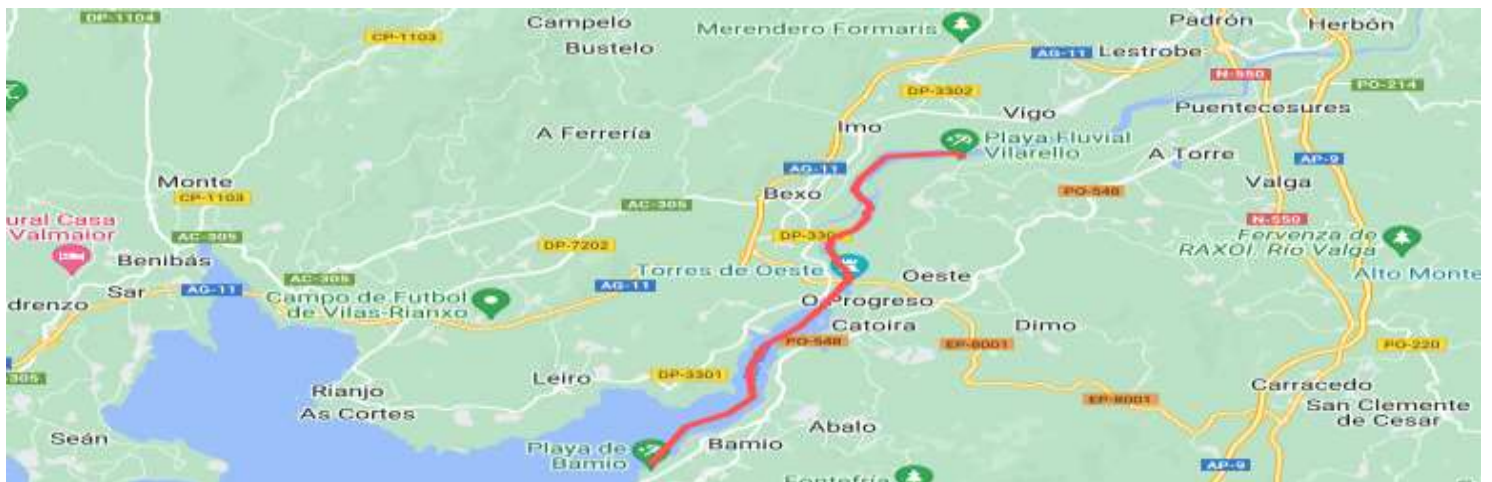 DP-1104
Campelo
Bustelo
CP-1103
Merendero Formarís
Padrón
Herbón
Lestrobe
AG-11
N-550
DP-3302
PO-214
Puentecesures
Vigo
A Ferrería
Imo
Playa Fluvial
Vilarello
A Torre
AP-9
AG-11
Monte
CP-1103
Bexo
PO-548
Valga
AC-305
ural Casa
Valmaior
N-550
AC-305
DP-7202
Fervenza de
RAXOI, Río Valga
Benibás
Torres de Oeste
Oeste
Alto Monte
AG-11
AC-305
Sar
AG-11
Campo de Futbol
de Vilas-Rianxo
drenzo
O Progreso
Catoira
Dimo
PO-548
EP-8001
PO-220
305
Leiro
DP-3301
Rianjo
As Cortes
Carracedo
EP-8001
San Clemente
de Cesar
Abalo
Seán
Bamio
Playa de
Bamio
AP-9
Fontefría